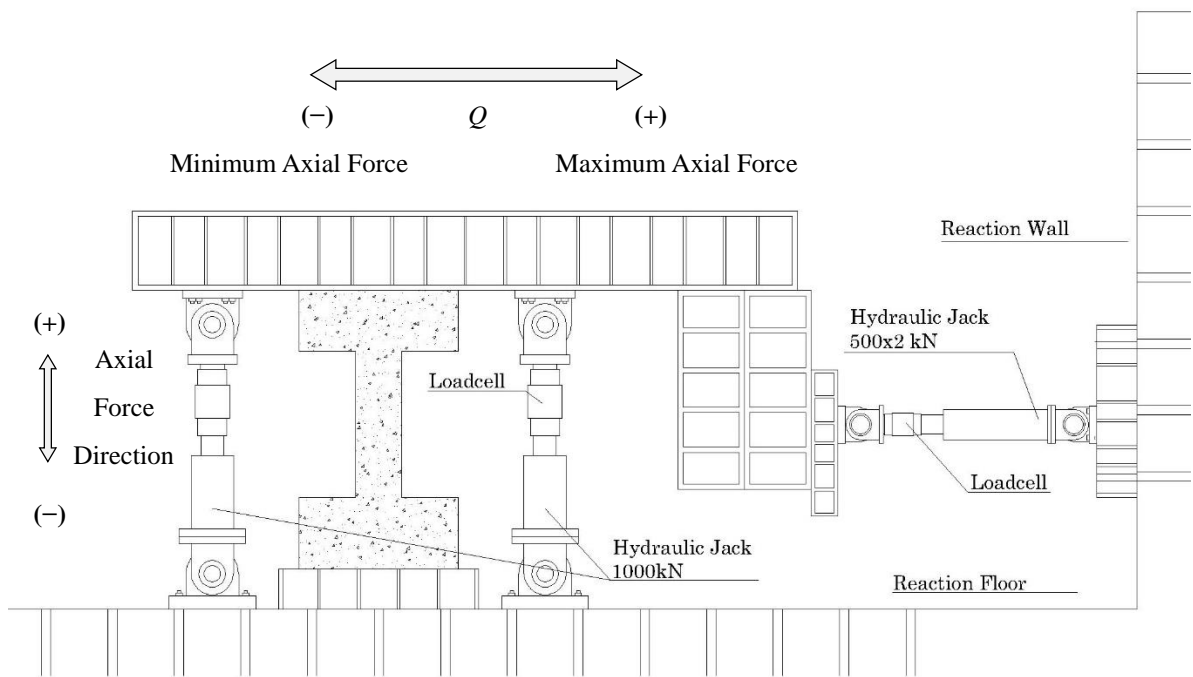 (−) Q (+)
Minimum Axial Force Maximum Axial Force
Reaction Wall
(+)
Axial
Force
Direction
(−)
Loadcell
Hydraulic Jack
500x2 kN
Loadcell
Hydraulic Jack
1000kN
Reaction Floor